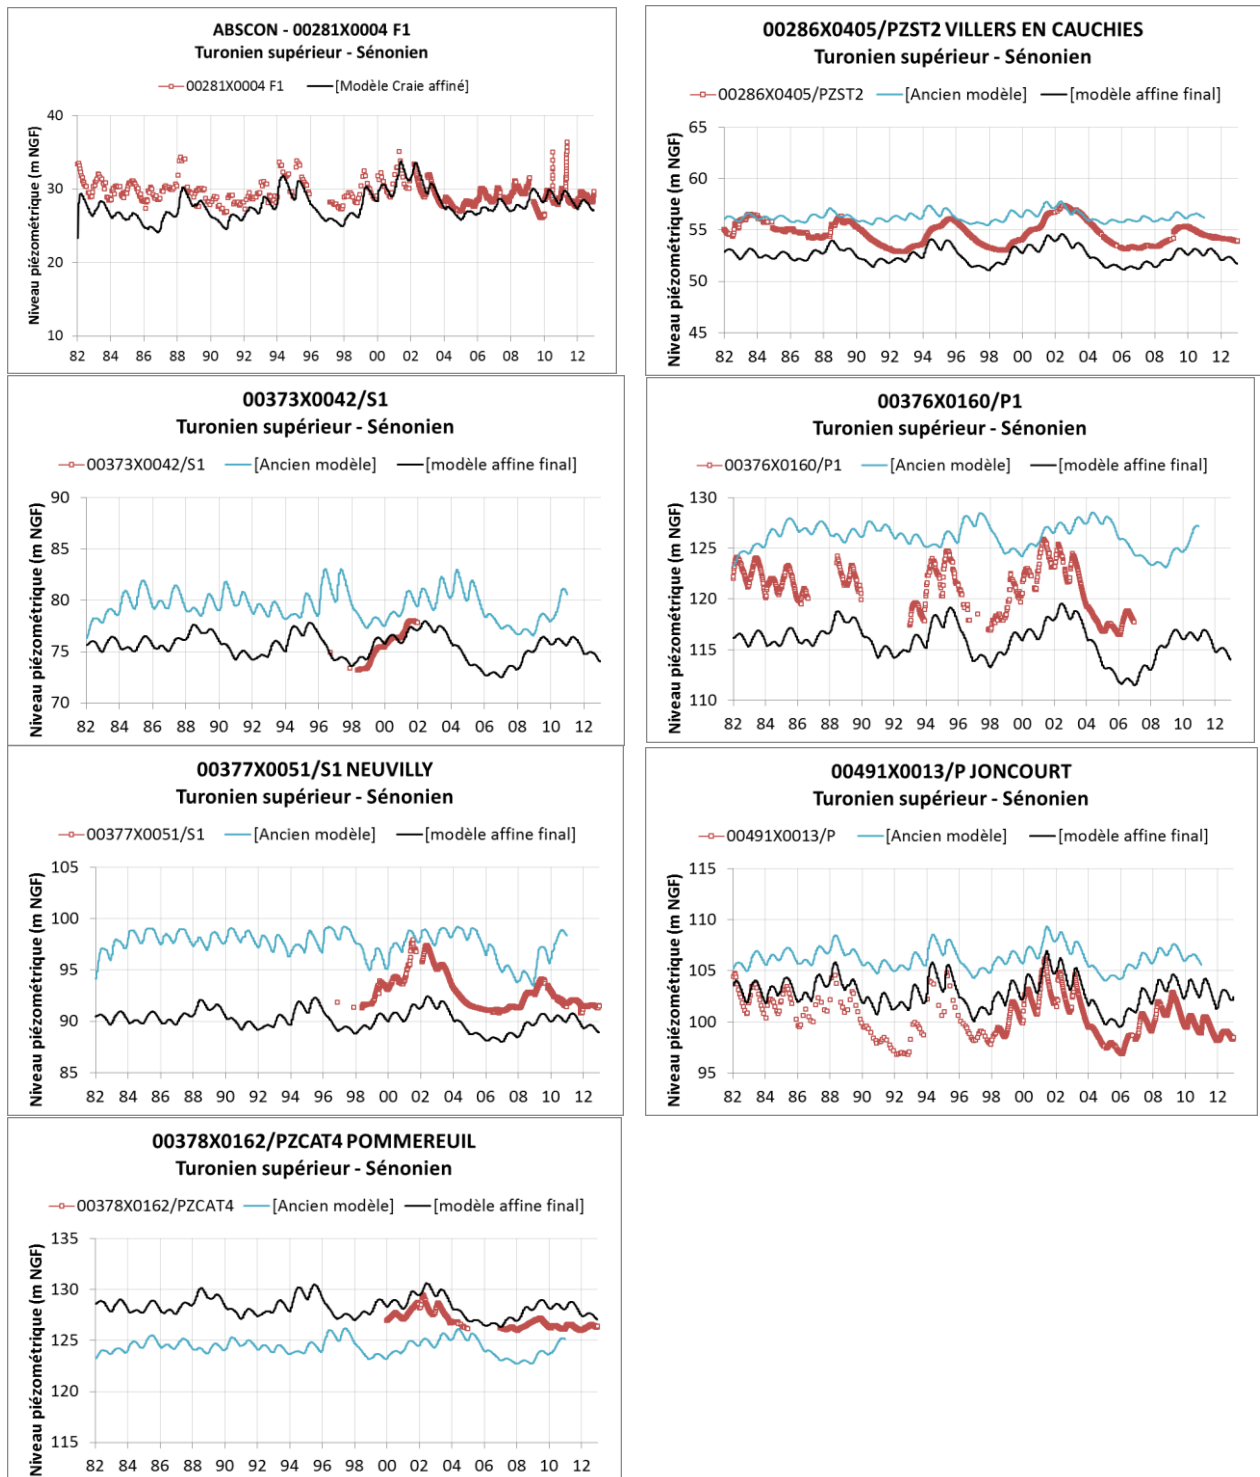 ABSCON - 00281X0004 F1
Turonien supérieur - Sénonien
00281X0004 F1 [Modèle Craie affiné]
Niveau piézométrique (m NGF)
40
30
20
10
82 84 86 88 90 92 94 96 98 00 02 04 06 08 10 12
00286X0405/PZST2 VILLERS EN CAUCHIES
Turonien supérieur - Sénonien
00286X0405/PZST2 [Ancien modèle] [modèle affine final]
Niveau piézométrique (m NGF)
65
60
55
50
45
82 84 86 88 90 92 94 96 98 00 02 04 06 08 10 12
00373X0042/S1
Turonien supérieur - Sénonien
00373X0042/S1 [Ancien modèle] [modèle affine final]
Niveau piézométrique (m NGF)
90
85
80
75
70
82 84 86 88 90 92 94 96 98 00 02 04 06 08 10 12
00376X0160/P1
Turonien supérieur - Sénonien
00376X0160/P1 [Ancien modèle] [modèle affine final]
Niveau piézométrique (m NGF)
130
125
120
115
110
82 84 86 88 90 92 94 96 98 00 02 04 06 08 10 12
00377X0051/S1 NEUVILLY
Turonien supérieur - Sénonien
00377X0051/S1 [Ancien modèle] [modèle affine final]
Niveau piézométrique (m NGF)
105
100
95
90
85
82 84 86 88 90 92 94 96 98 00 02 04 06 08 10 12
00491X0013/P JONCOURT
Turonien supérieur - Sénonien
00491X0013/P [Ancien modèle] [modèle affine final]
Niveau piézométrique (m NGF)
115
110
105
100
95
82 84 86 88 90 92 94 96 98 00 02 04 06 08 10 12
00378X0162/PZCAT4 POMMEREUIL
Turonien supérieur - Sénonien
00378X0162/PZCAT4 [Ancien modèle] [modèle affine final]
Niveau piézométrique (m NGF)
135
130
125
120
115
82 84 86 88 90 92 94 96 98 00 02 04 06 08 10 12